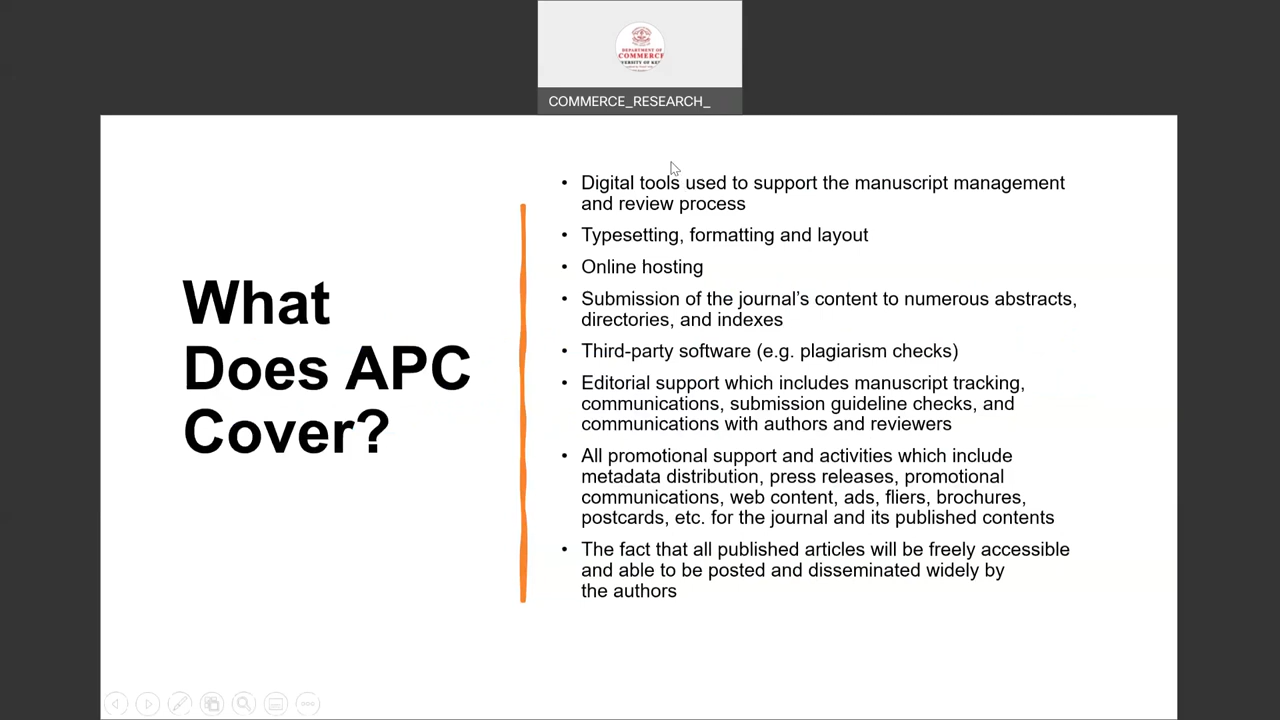 DEPARTMENT OF
COMMERCE
COMMERCE_RESEARCH_
What
Does APC
Cover?
• Digital tools used to support the manuscript management
and review process
• Typesetting, formatting and layout
• Online hosting
• Submission of the journal's content to numerous abstracts,
directories, and indexes
• Third-party software (e.g. plagiarism checks)
• Editorial support which includes manuscript tracking,
communications, submission guideline checks, and
communications with authors and reviewers
• All promotional support and activities which include
metadata distribution, press releases, promotional
communications, web content, ads, fliers, brochures,
postcards, etc. for the journal and its published contents
• The fact that all published articles will be freely accessible
and able to be posted and disseminated widely by
the authors